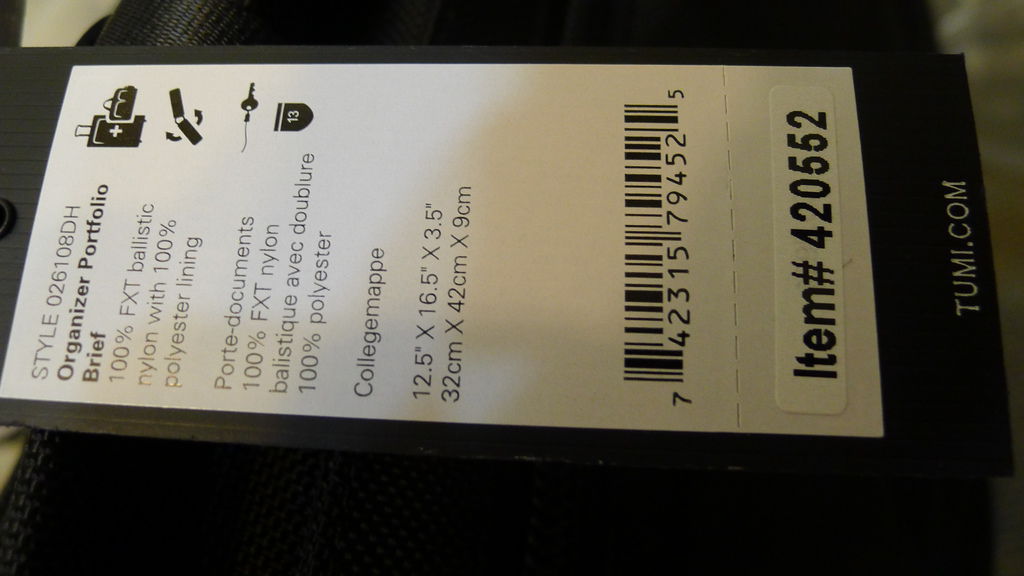 13
STYLE 026108DH
Organizer Portfolio
Brief
100% FXT ballistic
nylon with 100%
polyester lining
Porte-documents
100% FXT nylon
balistique avec doublure
100% polyester
Collegemappe
12.5" X 16.5" X 3.5"
32cm X 42cm X 9cm
7 42315 79452 5
Item# 420552
TUMI.COM